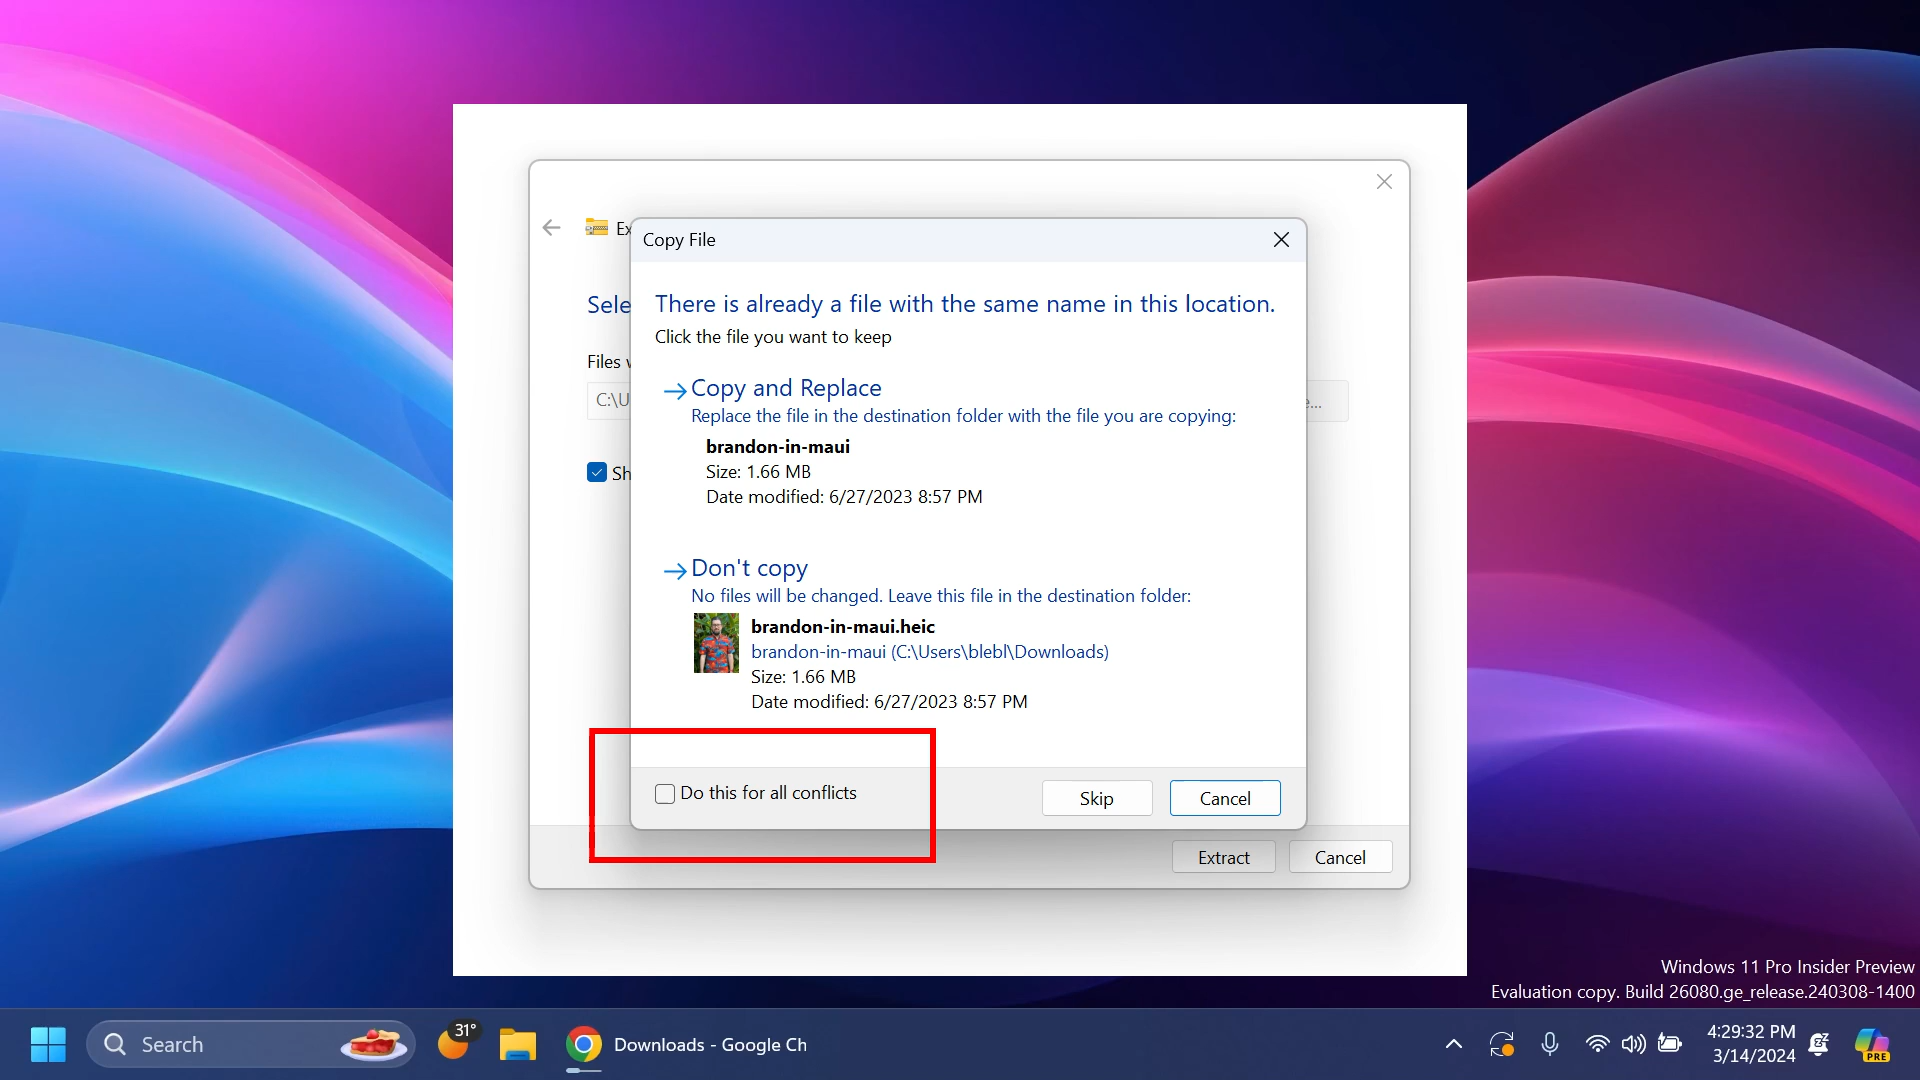 Ex
Copy File
Sele
There is already a file with the same name in this location.
Click the file you want to keep
Files w
C:\U
e...
Copy and Replace
Replace the file in the destination folder with the file you are copying:
brandon-in-maui
Size: 1.66 MB
Date modified: 6/27/2023 8:57 PM
Sh
Don't copy
No files will be changed. Leave this file in the destination folder:
brandon-in-maui.heic
brandon-in-maui (C:\Users\blebl\Downloads)
Size: 1.66 MB
Date modified: 6/27/2023 8:57 PM
Do this for all conflicts
Skip
Cancel
Extract
Cancel
Windows 11 Pro Insider Preview
Evaluation copy. Build 26080.ge_release.240308-1400
Search
31°
Downloads - Google Ch
4:29:32 PM
3/14/2024
PRE